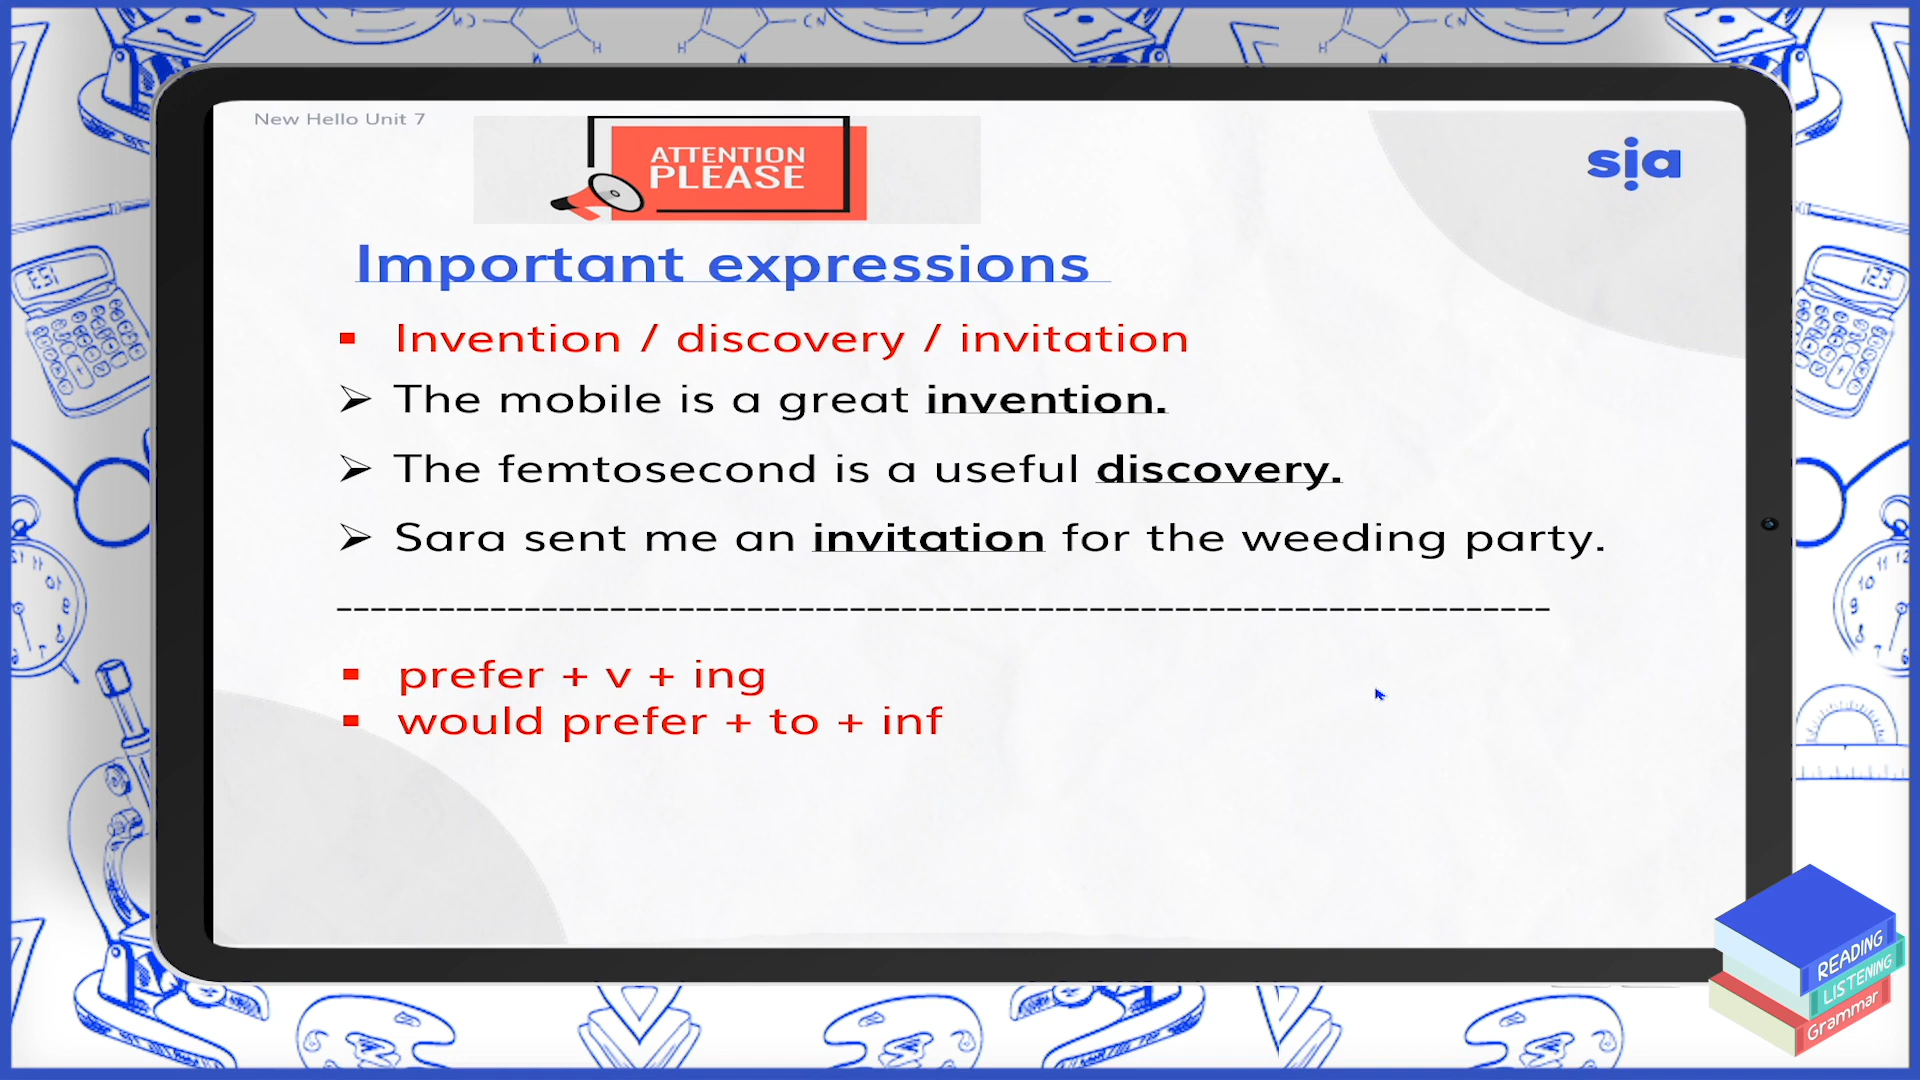 New Hello Unit 7
ATTENTION
PLEASE
sia
Important expressions
Invention / discovery / invitation
The mobile is a great invention.
The femtosecond is a useful discovery.
Sara sent me an invitation for the weeding party.
prefer + v + ing
would prefer + to + inf
READING
LISTENING
Grammar